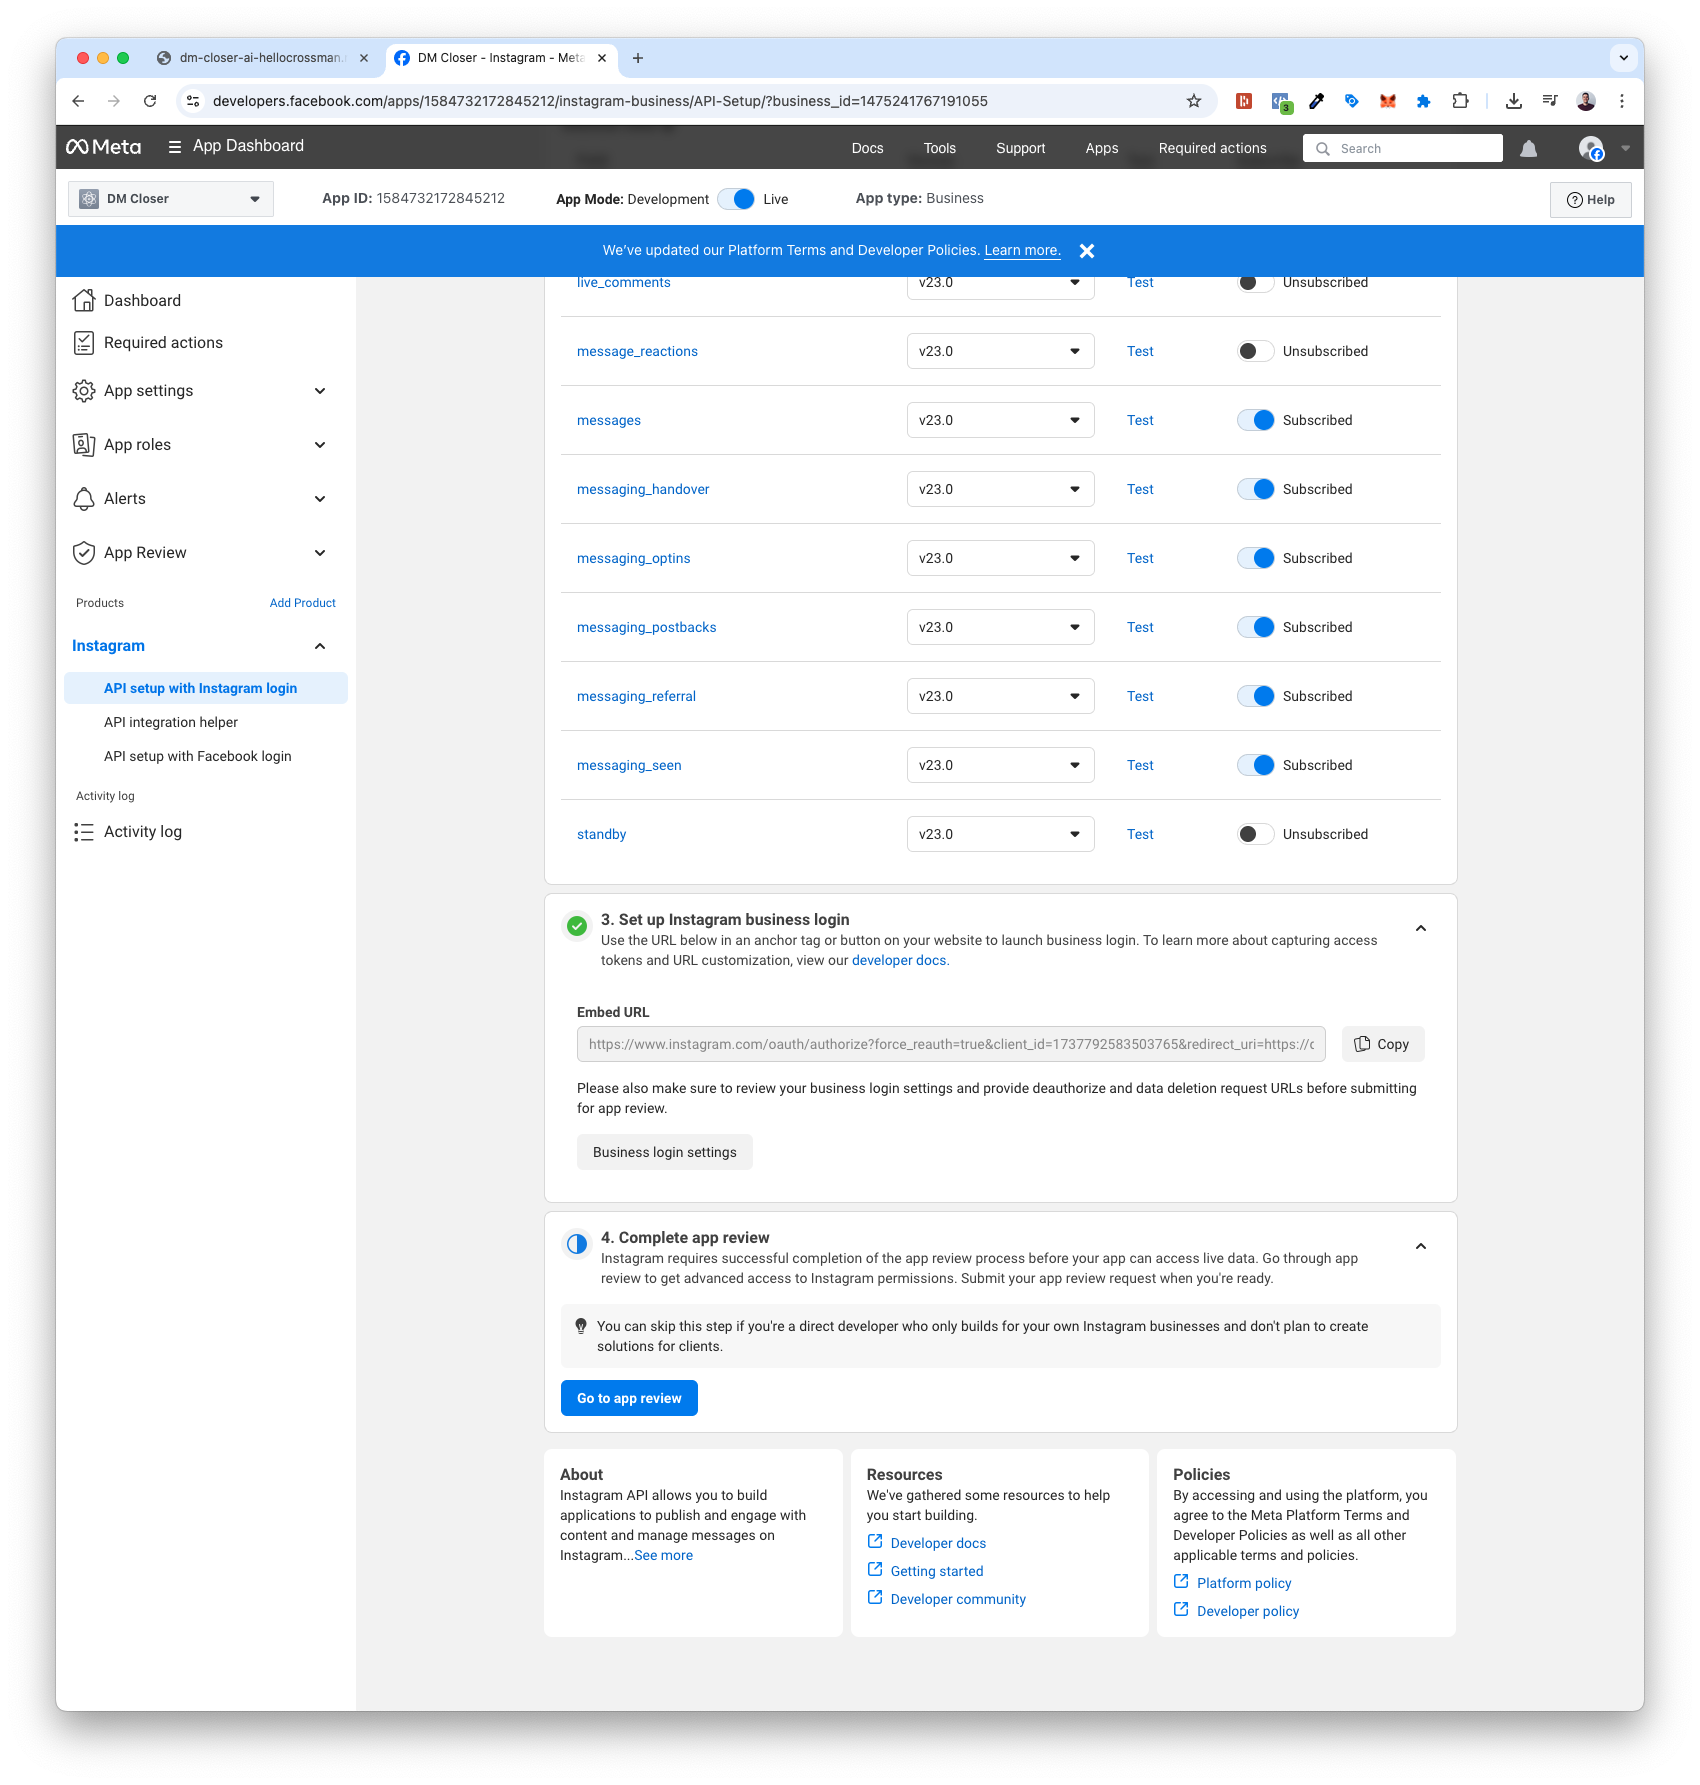 dm-closer-ai-hellocrossman.
DM Closer - Instagram - Meta
developers.facebook.com/apps/1584732172845212/instagram-business/API-Setup/?business_id=1475241767191055
3
Meta
App Dashboard
Docs
Tools
Support
Apps
Required actions
Search
DM Closer
App ID: 1584732172845212
App Mode: Development
Live
App type: Business
Help
We've updated our Platform Terms and Developer Policies. Learn more.
Dashboard
Required actions
App settings
App roles
Alerts
App Review
Products
Add Product
Instagram
API setup with Instagram login
API integration helper
API setup with Facebook login
Activity log
Activity log
live_comments v23.0 Test Unsubscribed
message_reactions v23.0 Test Unsubscribed
messages v23.0 Test Subscribed
messaging_handover v23.0 Test Subscribed
messaging_optins v23.0 Test Subscribed
messaging_postbacks v23.0 Test Subscribed
messaging_referral v23.0 Test Subscribed
messaging_seen v23.0 Test Subscribed
standby v23.0 Test Unsubscribed
3. Set up Instagram business login
Use the URL below in an anchor tag or button on your website to launch business login. To learn more about capturing access
tokens and URL customization, view our developer docs.
Embed URL
https://www.instagram.com/oauth/authorize?force_reauth=true&client_id=1737792583503765&redirect_uri=https://c
Copy
Please also make sure to review your business login settings and provide deauthorize and data deletion request URLs before submitting
for app review.
Business login settings
4. Complete app review
Instagram requires successful completion of the app review process before your app can access live data. Go through app
review to get advanced access to Instagram permissions. Submit your app review request when you're ready.
You can skip this step if you're a direct developer who only builds for your own Instagram businesses and don't plan to create
solutions for clients.
Go to app review
About
Instagram API allows you to build
applications to publish and engage with
content and manage messages on
Instagram...See more
Resources
We've gathered some resources to help
you start building.
Developer docs
Getting started
Developer community
Policies
By accessing and using the platform, you
agree to the Meta Platform Terms and
Developer Policies as well as all other
applicable terms and policies.
Platform policy
Developer policy